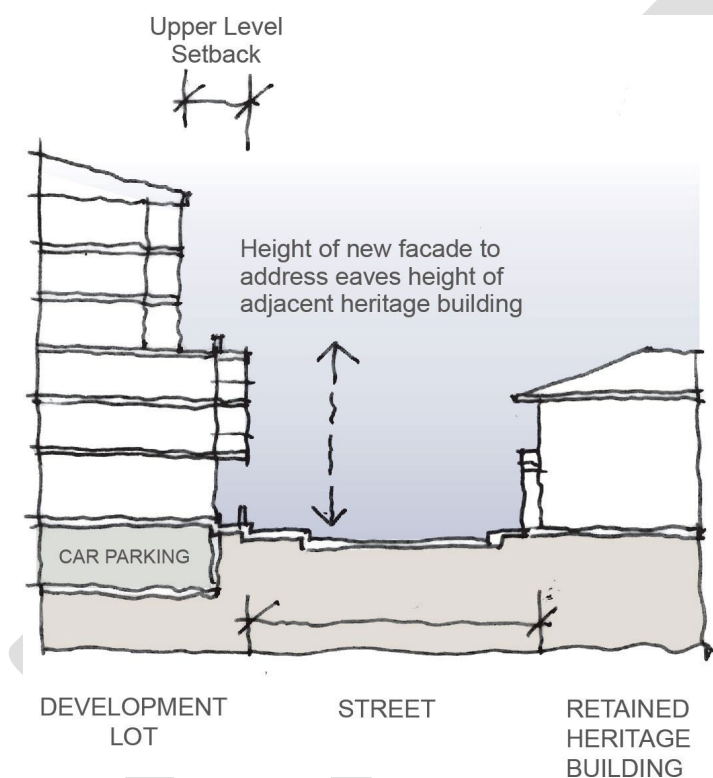 Upper Level
Setback
Height of new facade to
address eaves height of
adjacent heritage building
CAR PARKING
DEVELOPMENT
LOT
STREET
RETAINED
HERITAGE
BUILDING